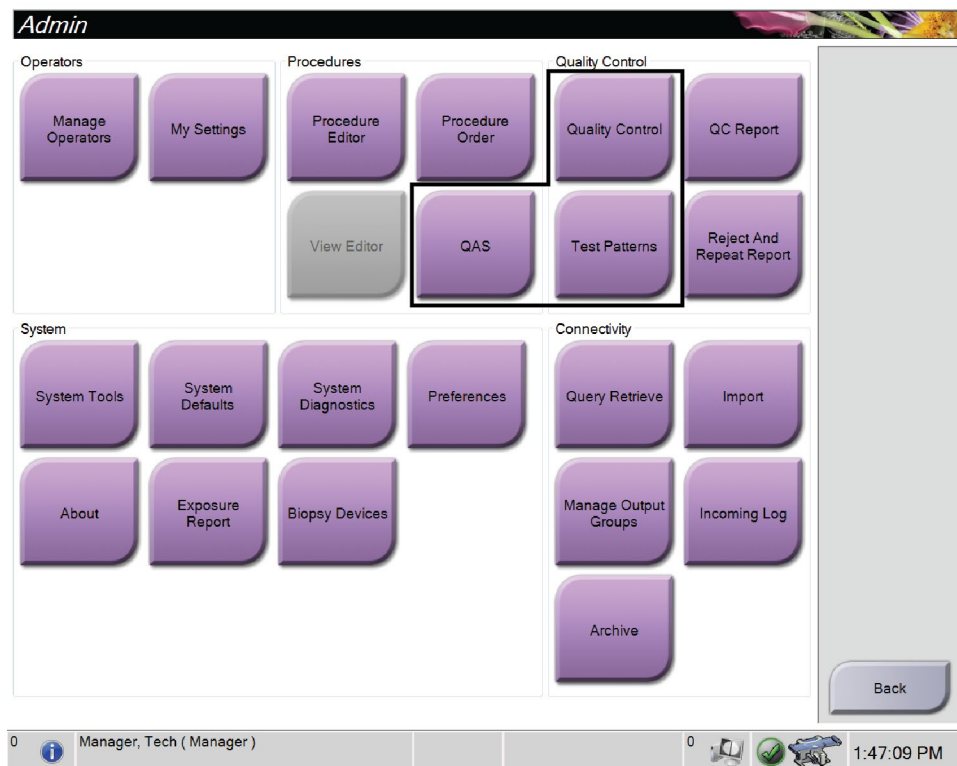 Admin
Operators
Manage
Operators
My Settings
Procedures
Procedure
Editor
Procedure
Order
View Editor
QAS
Quality Control
Quality Control
QC Report
Test Patterns
Reject And
Repeat Report
System
System Tools
System
Defaults
System
Diagnostics
Preferences
About
Exposure
Report
Biopsy Devices
Connectivity
Query Retrieve
Import
Manage Output
Groups
Incoming Log
Archive
Back
0
Manager, Tech ( Manager )
0
1:47:09 PM